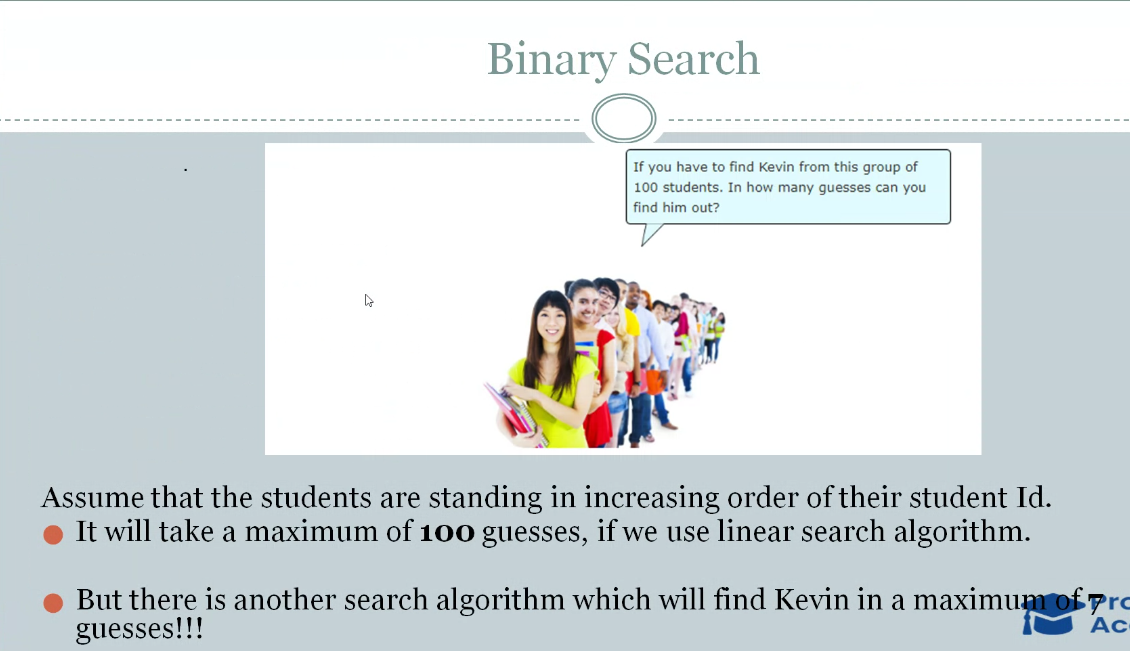 Binary Search
If you have to find Kevin from this group of
100 students. In how many guesses can you
find him out?
Assume that the students are standing in increasing order of their student Id.
It will take a maximum of 100 guesses, if we use linear search algorithm.
But there is another search algorithm which will find Kevin in a maximum of 7
guesses!!!